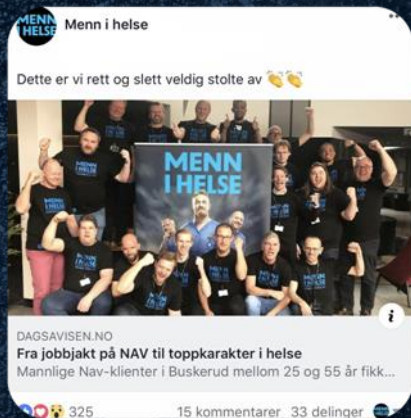 MENN
I HELSE
Menn i helse
Dette er vi rett og slett veldig stolte av 👏👏
MENN
I HELSE
DAGSAVISEN.NO
Fra jobbjakt på NAV til toppkarakter i helse
Mannlige Nav-klienter i Buskerud mellom 25 og 55 år fikk...
325
15 kommentarer 33 delinger